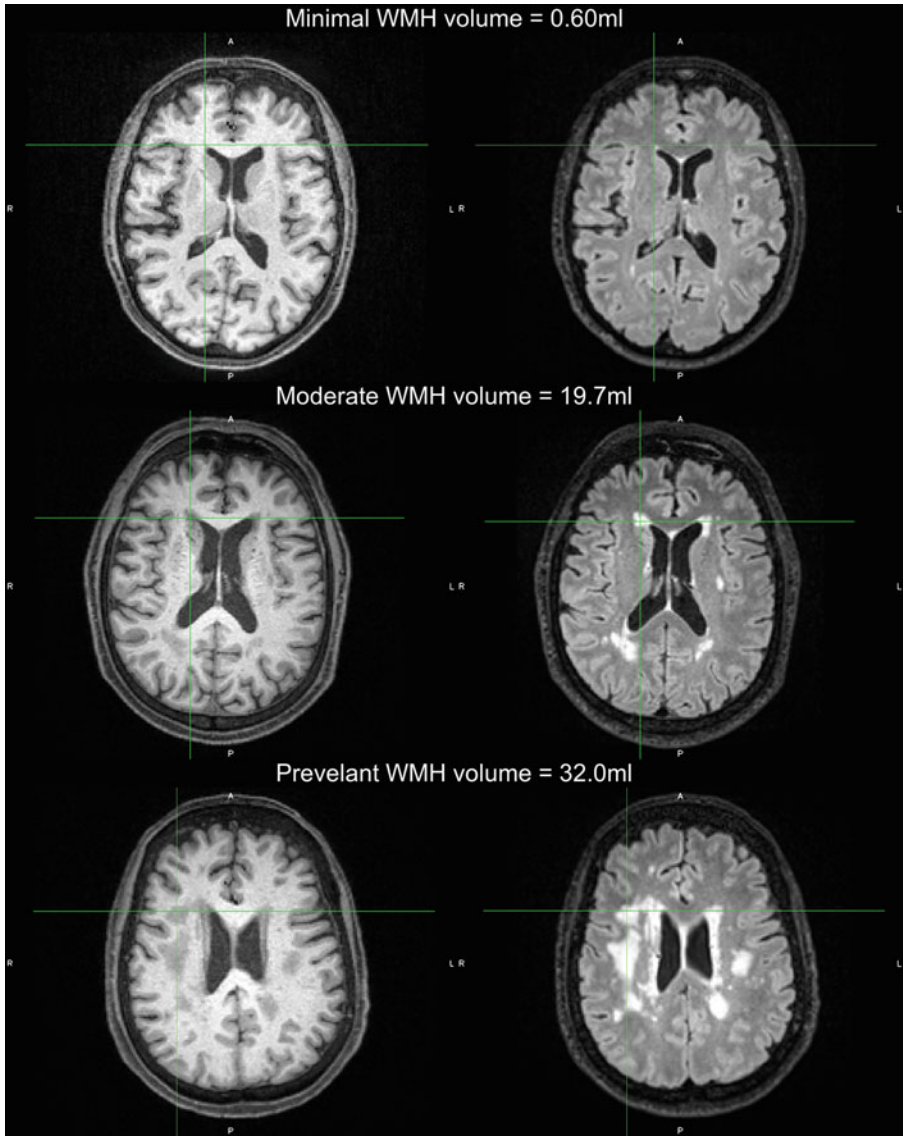 Minimal WMH volume = 0.60ml
A A
R L R L
P P
Moderate WMH volume = 19.7ml
A A
R L R L
P P
Prevelant WMH volume = 32.0ml
A A
R L R L
P P